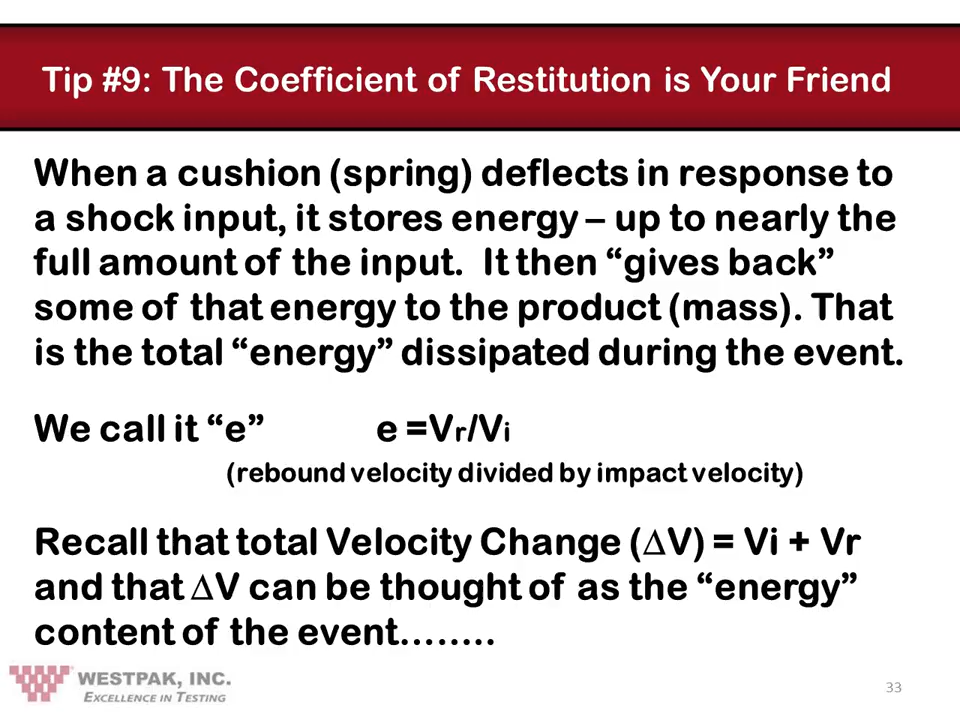 Tip #9: The Coefficient of Restitution is Your Friend
When a cushion (spring) deflects in response to
a shock input, it stores energy – up to nearly the
full amount of the input.  It then “gives back”
some of that energy to the product (mass). That
is the total “energy” dissipated during the event.
We call it “e”          e =Vr/Vi
(rebound velocity divided by impact velocity)
Recall that total Velocity Change (∆V) = Vi + Vr
and that ∆V can be thought of as the “energy”
content of the event……..
WESTPAK, INC.
EXCELLENCE IN TESTING
33